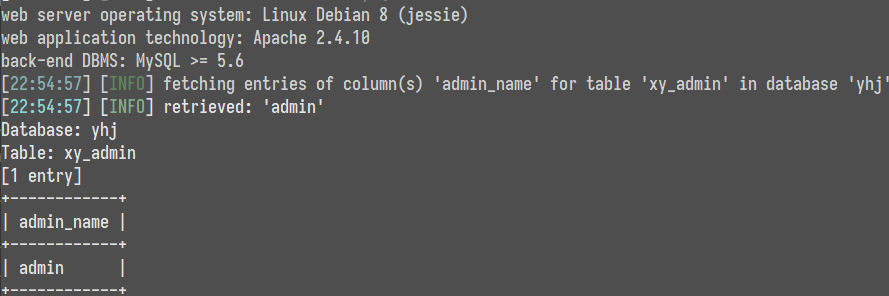 web server operating system: Linux Debian 8 (jessie)
web application technology: Apache 2.4.10
back-end DBMS: MySQL >= 5.6
[22:54:57] [INFO] fetching entries of column(s) 'admin_name' for table 'xy_admin' in database 'yhj'
[22:54:57] [INFO] retrieved: 'admin'
Database: yhj
Table: xy_admin
[1 entry]
+------------+
| admin_name |
+------------+
| admin      |
+------------+